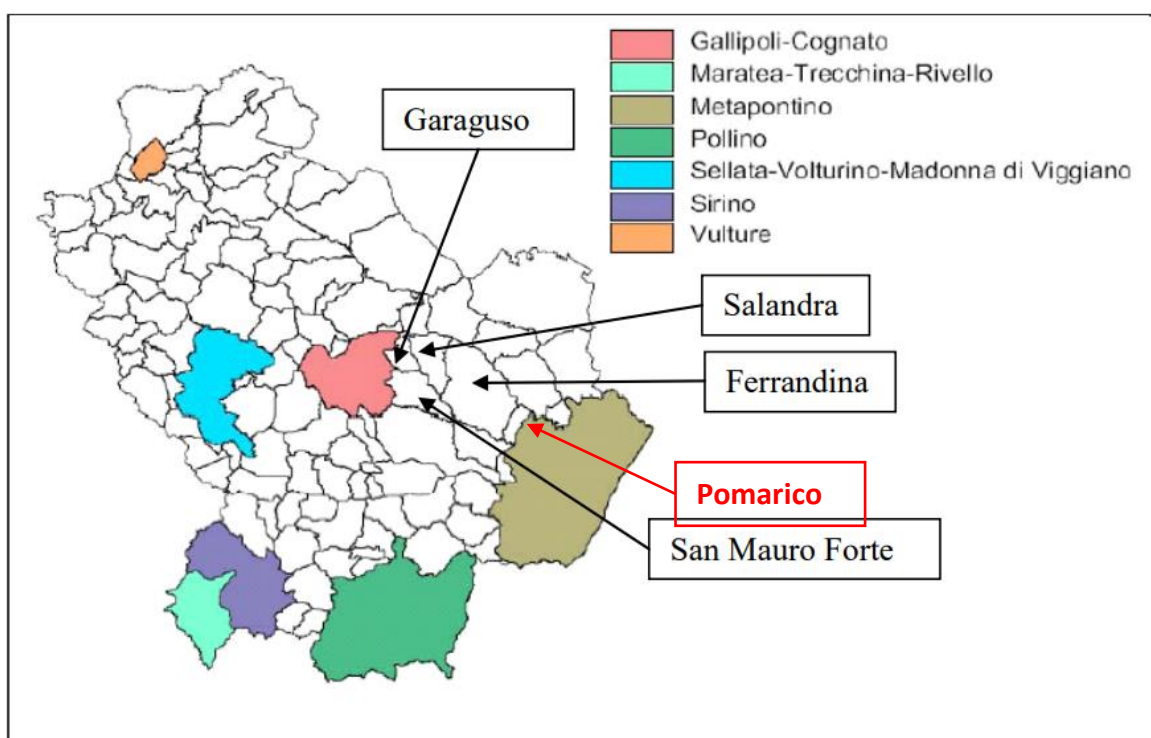 Gallipoli-Cognato
Maratea-Trecchina-Rivello
Metapontino
Pollino
Sellata-Volturino-Madonna di Viggiano
Sirino
Vulture
Garaguso
Salandra
Ferrandina
Pomarico
San Mauro Forte